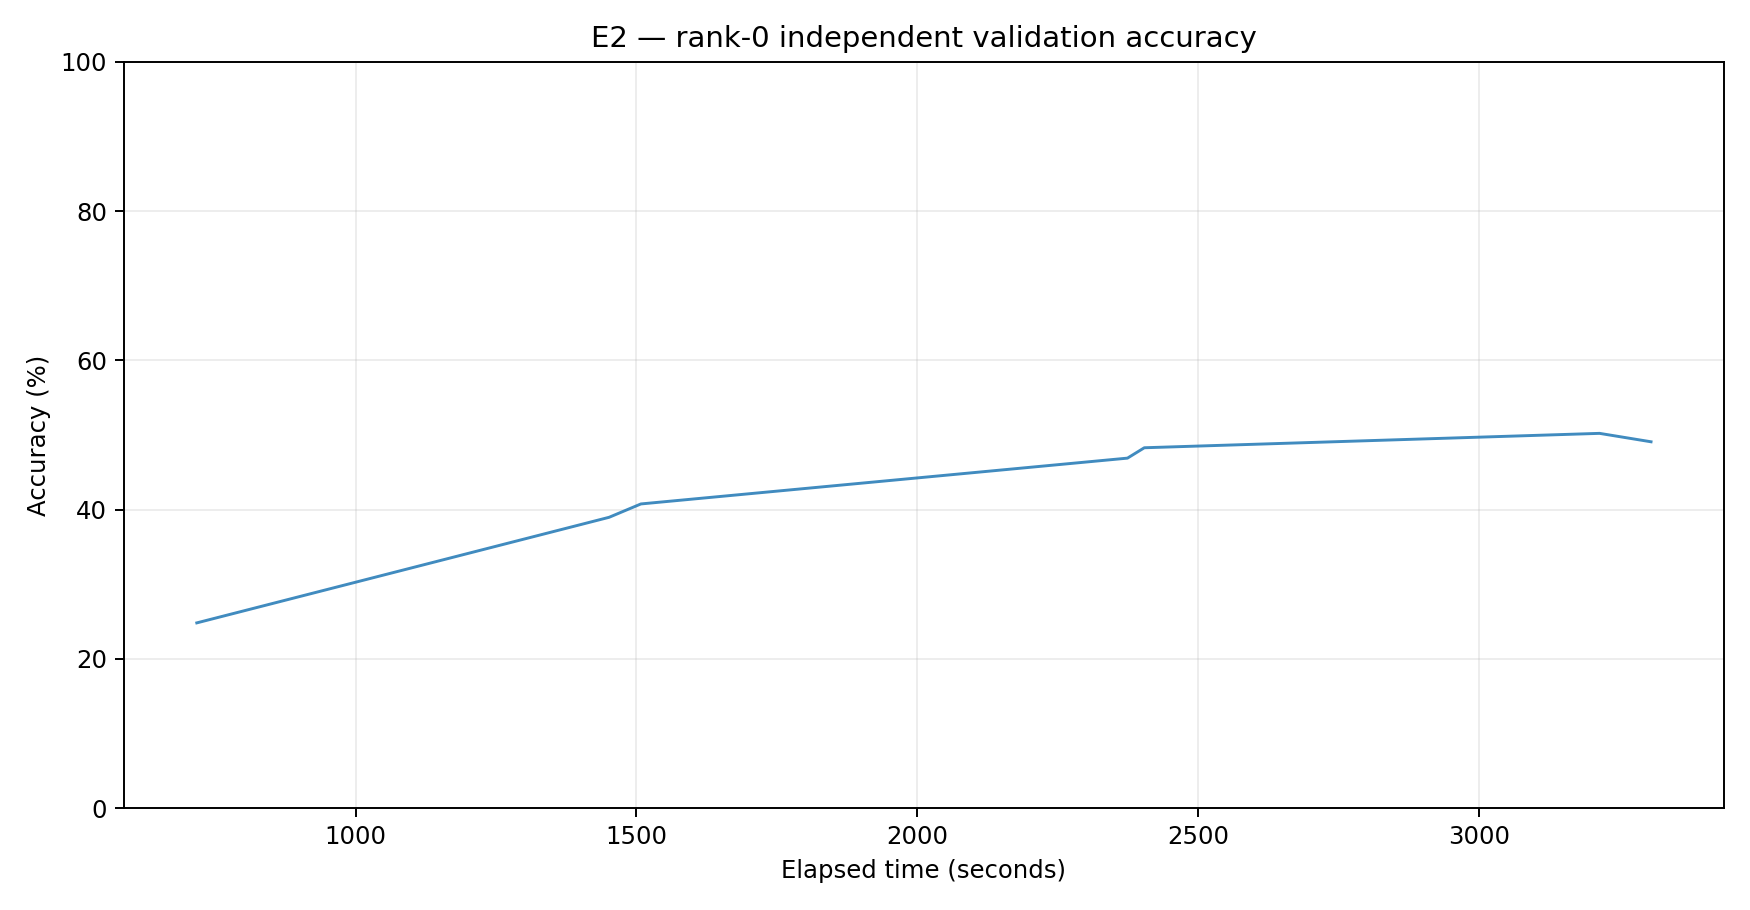 E2 — rank-0 independent validation accuracy
100
80
60
40
20
0
Accuracy (%)
1000 1500 2000 2500 3000
Elapsed time (seconds)